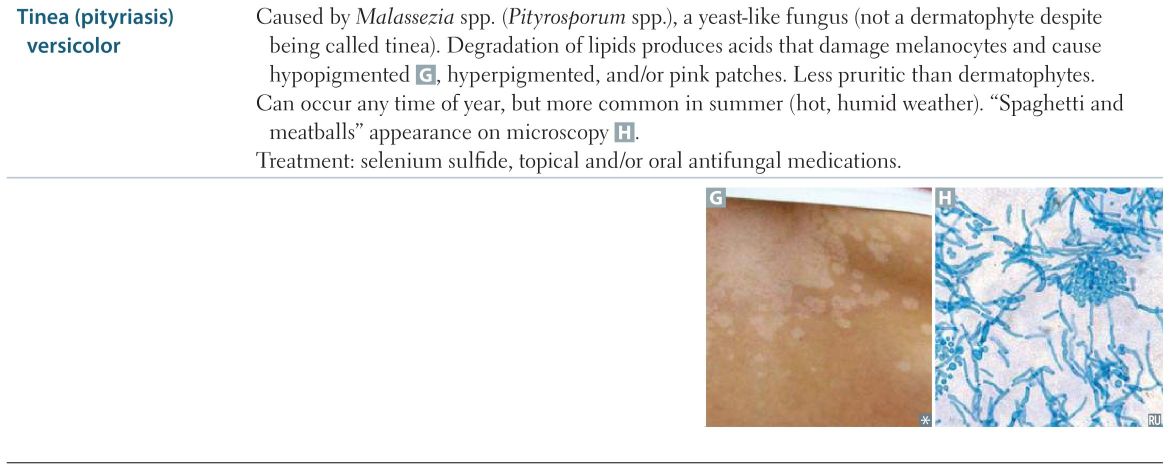 Tinea (pityriasis)
versicolor
Caused by Malassezia spp. (Pityrosporum spp.), a yeast-like fungus (not a dermatophyte despite
being called tinea). Degradation of lipids produces acids that damage melanocytes and cause
hypopigmented G, hyperpigmented, and/or pink patches. Less pruritic than dermatophytes.
Can occur any time of year, but more common in summer (hot, humid weather). “Spaghetti and
meatballs” appearance on microscopy H.
Treatment: selenium sulfide, topical and/or oral antifungal medications.
G
H
*
RU